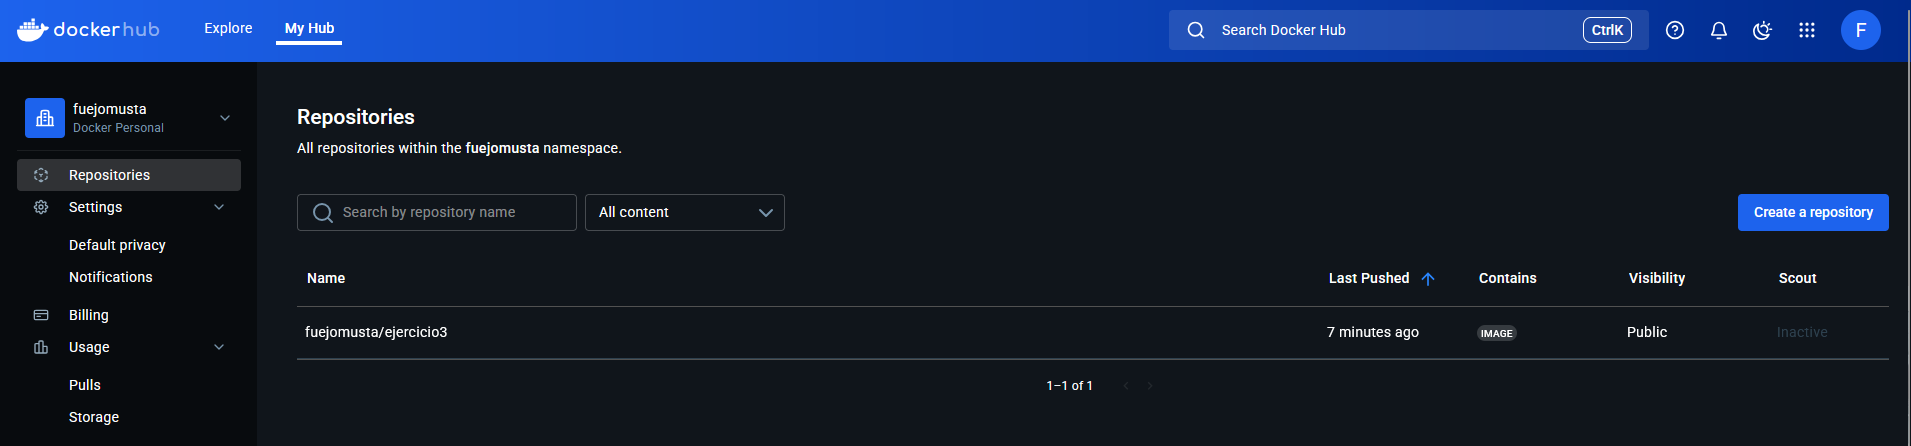 dockerhub Explore My Hub Search Docker Hub CtrlK F
fuejomusta
Docker Personal
Repositories
Settings
Default privacy
Notifications
Billing
Usage
Pulls
Storage
Repositories
All repositories within the fuejomusta namespace.
Search by repository name All content Create a repository
Name Last Pushed Contains Visibility Scout
fuejomusta/ejercicio3 7 minutes ago IMAGE Public Inactive
1–1 of 1